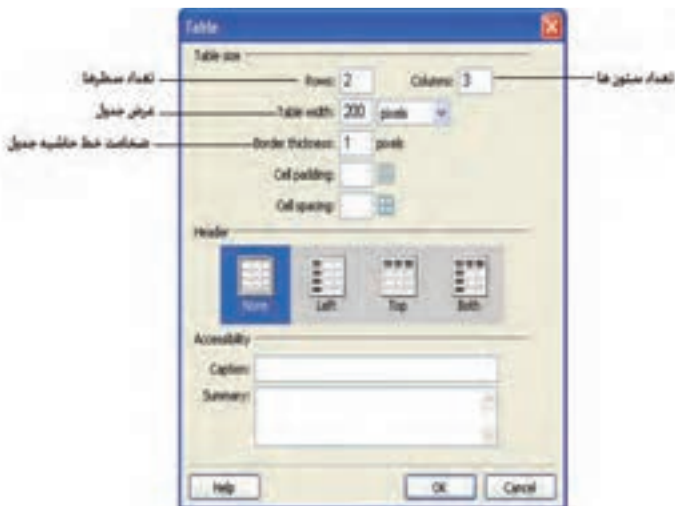 Table
Table size
تعداد سطرها Rows: 2 Columns: 3 تعداد ستون ها
عرض جدول Table width: 200 pixels
ضخامت خط حاشیه جدول Border thickness: 1 pixels
Cell padding:
Cell spacing:
Header
None Left Top Both
Accessibility
Caption:
Summary:
Help OK Cancel